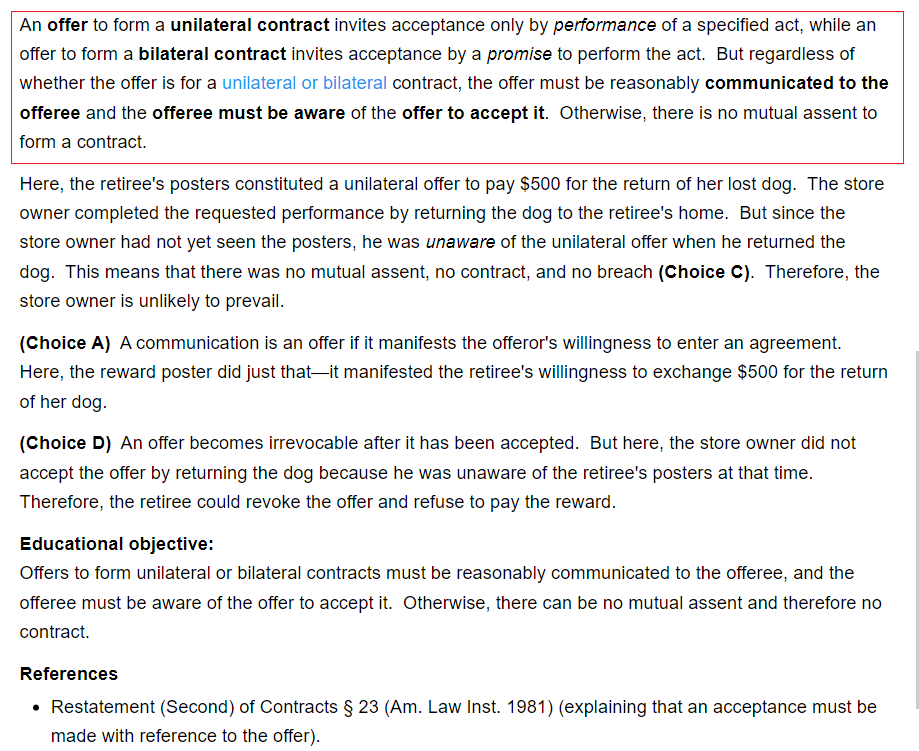 An offer to form a unilateral contract invites acceptance only by performance of a specified act, while an
offer to form a bilateral contract invites acceptance by a promise to perform the act.  But regardless of
whether the offer is for a unilateral or bilateral contract, the offer must be reasonably communicated to the
offeree and the offeree must be aware of the offer to accept it.  Otherwise, there is no mutual assent to
form a contract.
Here, the retiree's posters constituted a unilateral offer to pay $500 for the return of her lost dog.  The store
owner completed the requested performance by returning the dog to the retiree's home.  But since the
store owner had not yet seen the posters, he was unaware of the unilateral offer when he returned the
dog.  This means that there was no mutual assent, no contract, and no breach (Choice C).  Therefore, the
store owner is unlikely to prevail.
(Choice A)  A communication is an offer if it manifests the offeror's willingness to enter an agreement.
Here, the reward poster did just that—it manifested the retiree's willingness to exchange $500 for the return
of her dog.
(Choice D)  An offer becomes irrevocable after it has been accepted.  But here, the store owner did not
accept the offer by returning the dog because he was unaware of the retiree's posters at that time.
Therefore, the retiree could revoke the offer and refuse to pay the reward.
Educational objective:
Offers to form unilateral or bilateral contracts must be reasonably communicated to the offeree, and the
offeree must be aware of the offer to accept it.  Otherwise, there can be no mutual assent and therefore no
contract.
References
• Restatement (Second) of Contracts § 23 (Am. Law Inst. 1981) (explaining that an acceptance must be
made with reference to the offer).